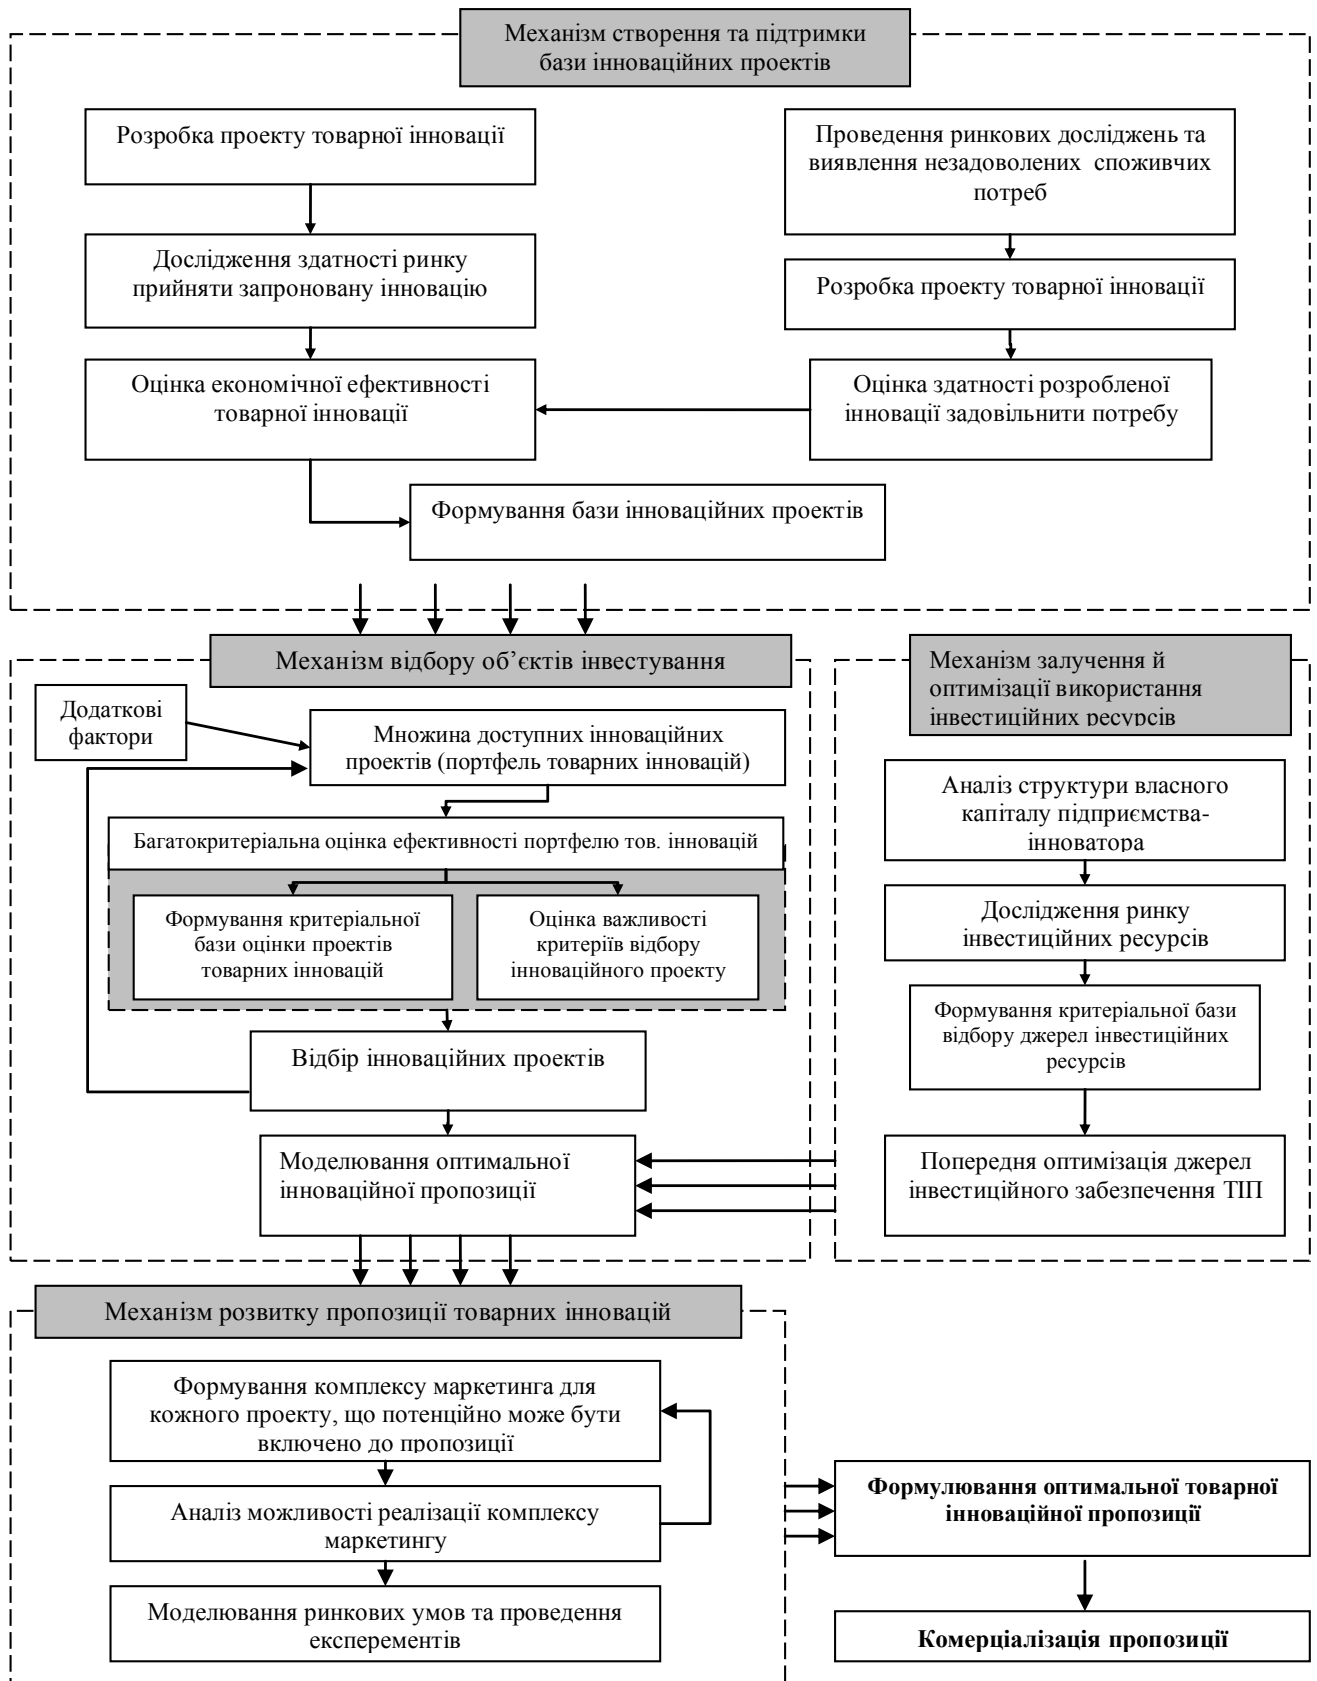 Механізм створення та підтримки
бази інноваційних проектів
Розробка проекту товарної інновації
Проведення ринкових досліджень та
виявлення незадоволених споживчих
потреб
Дослідження здатності ринку
прийняти запроновану інновацію
Розробка проекту товарної інновації
Оцінка економічної ефективності
товарної інновації
Оцінка здатності розробленої
інновації задовільнити потребу
Формування бази інноваційних проектів
Механізм відбору об’єктів інвестування
Додаткові
фактори
Множина доступних інноваційних
проектів (портфель товарних інновацій)
Багатокритеріальна оцінка ефективності портфелю тов. інновацій
Формування критеріальної
бази оцінки проектів
товарних інновацій
Оцінка важливості
критеріїв відбору
інноваційного проекту
Відбір інноваційних проектів
Моделювання оптимальної
інноваційної пропозиції
Механізм залучення й
оптимізації використання
інвестиційних ресурсів
Аналіз структури власного
капіталу підприємства-
інноватора
Дослідження ринку
інвестиційних ресурсів
Формування критеріальної бази
відбору джерел інвестиційних
ресурсів
Попередня оптимізація джерел
інвестиційного забезпечення ТІП
Механізм розвитку пропозиції товарних інновацій
Формування комплексу маркетинга для
кожного проекту, що потенційно може бути
включено до пропозиції
Аналіз можливості реалізації комплексу
маркетингу
Моделювання ринкових умов та проведення
експерементів
Формулювання оптимальної товарної
інноваційної пропозиції
Комерціалізація пропозиції